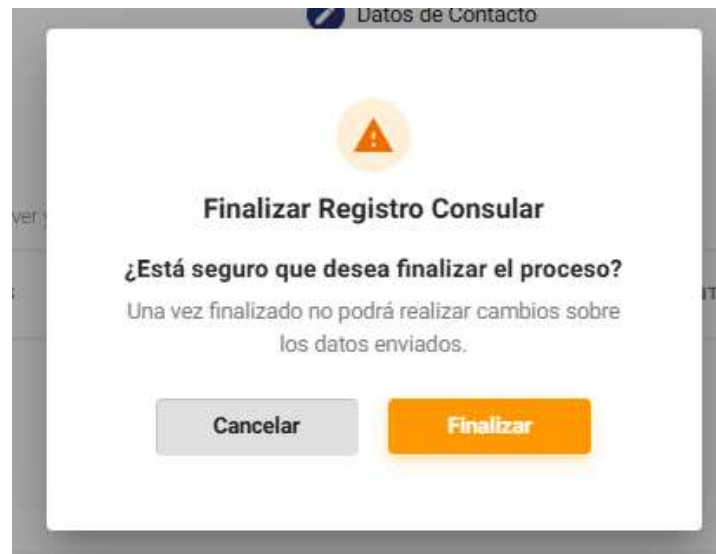 Datos de Contacto
Finalizar Registro Consular
¿Está seguro que desea finalizar el proceso?
Una vez finalizado no podrá realizar cambios sobre
los datos enviados.
Cancelar
Finalizar